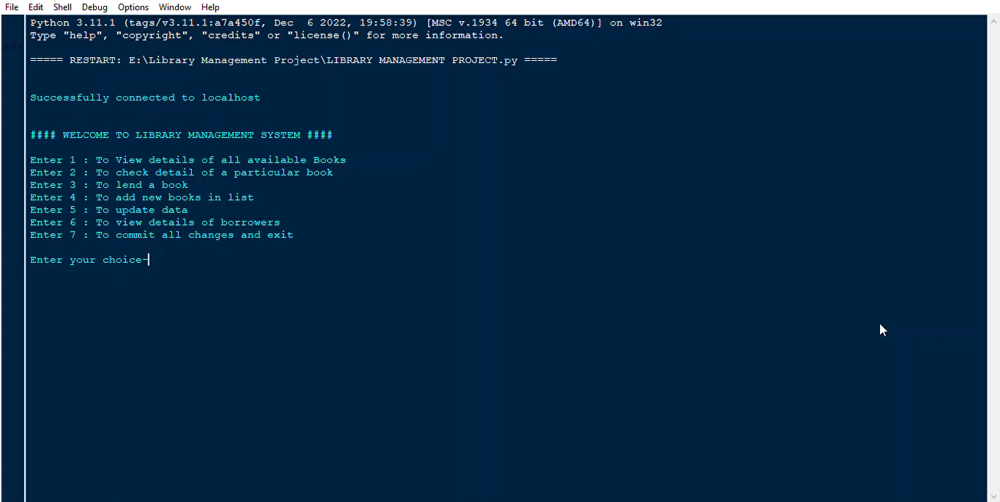 File Edit Shell Debug Options Window Help
Python 3.11.1 (tags/v3.11.1:a7a450f, Dec  6 2022, 19:58:39) [MSC v.1934 64 bit (AMD64)] on win32
Type "help", "copyright", "credits" or "license()" for more information.
>>>
===== RESTART: E:\Library Management Project\LIBRARY MANAGEMENT PROJECT.py =====
Successfully connected to localhost
#### WELCOME TO LIBRARY MANAGEMENT SYSTEM ####
Enter 1 : To View details of all available Books
Enter 2 : To check detail of a particular book
Enter 3 : To lend a book
Enter 4 : To add new books in list
Enter 5 : To update data
Enter 6 : To view details of borrowers
Enter 7 : To commit all changes and exit
Enter your choice-